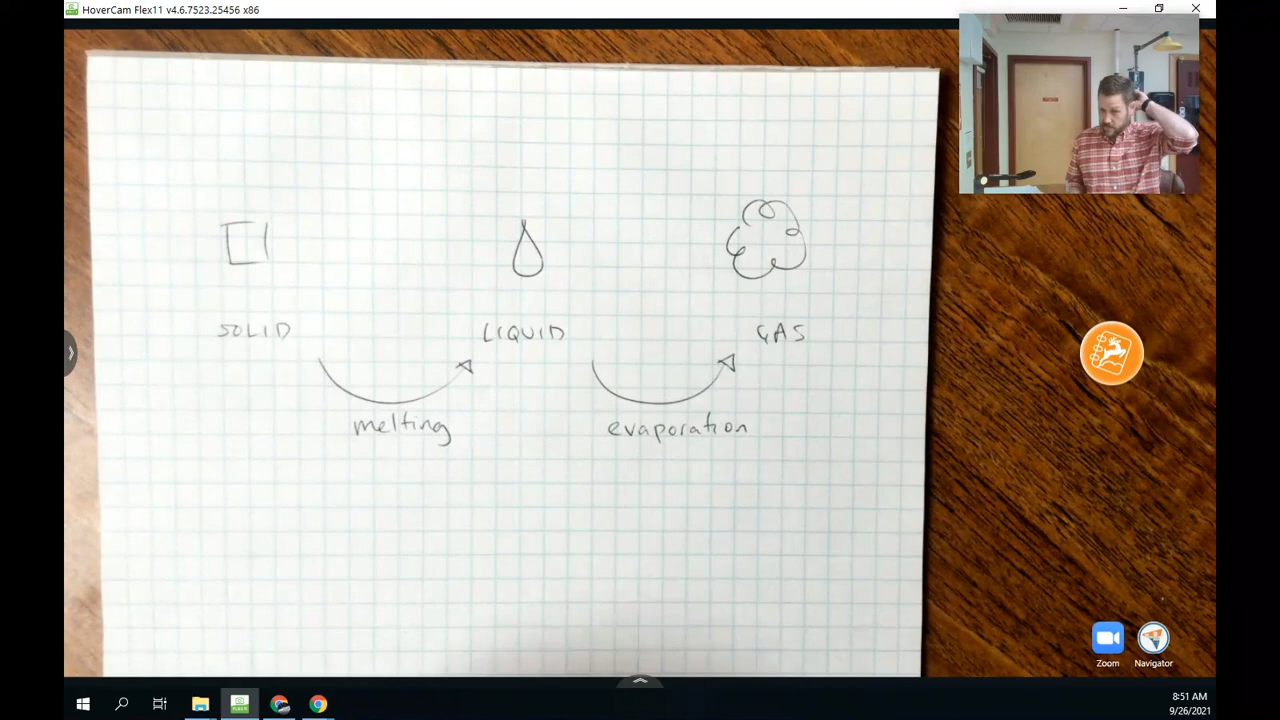 HoverCam Flex11 v4.6.7523.25456 x86
SOLID LIQUID GAS
melting evaporation
Zoom Navigator
8:51 AM
9/26/2021